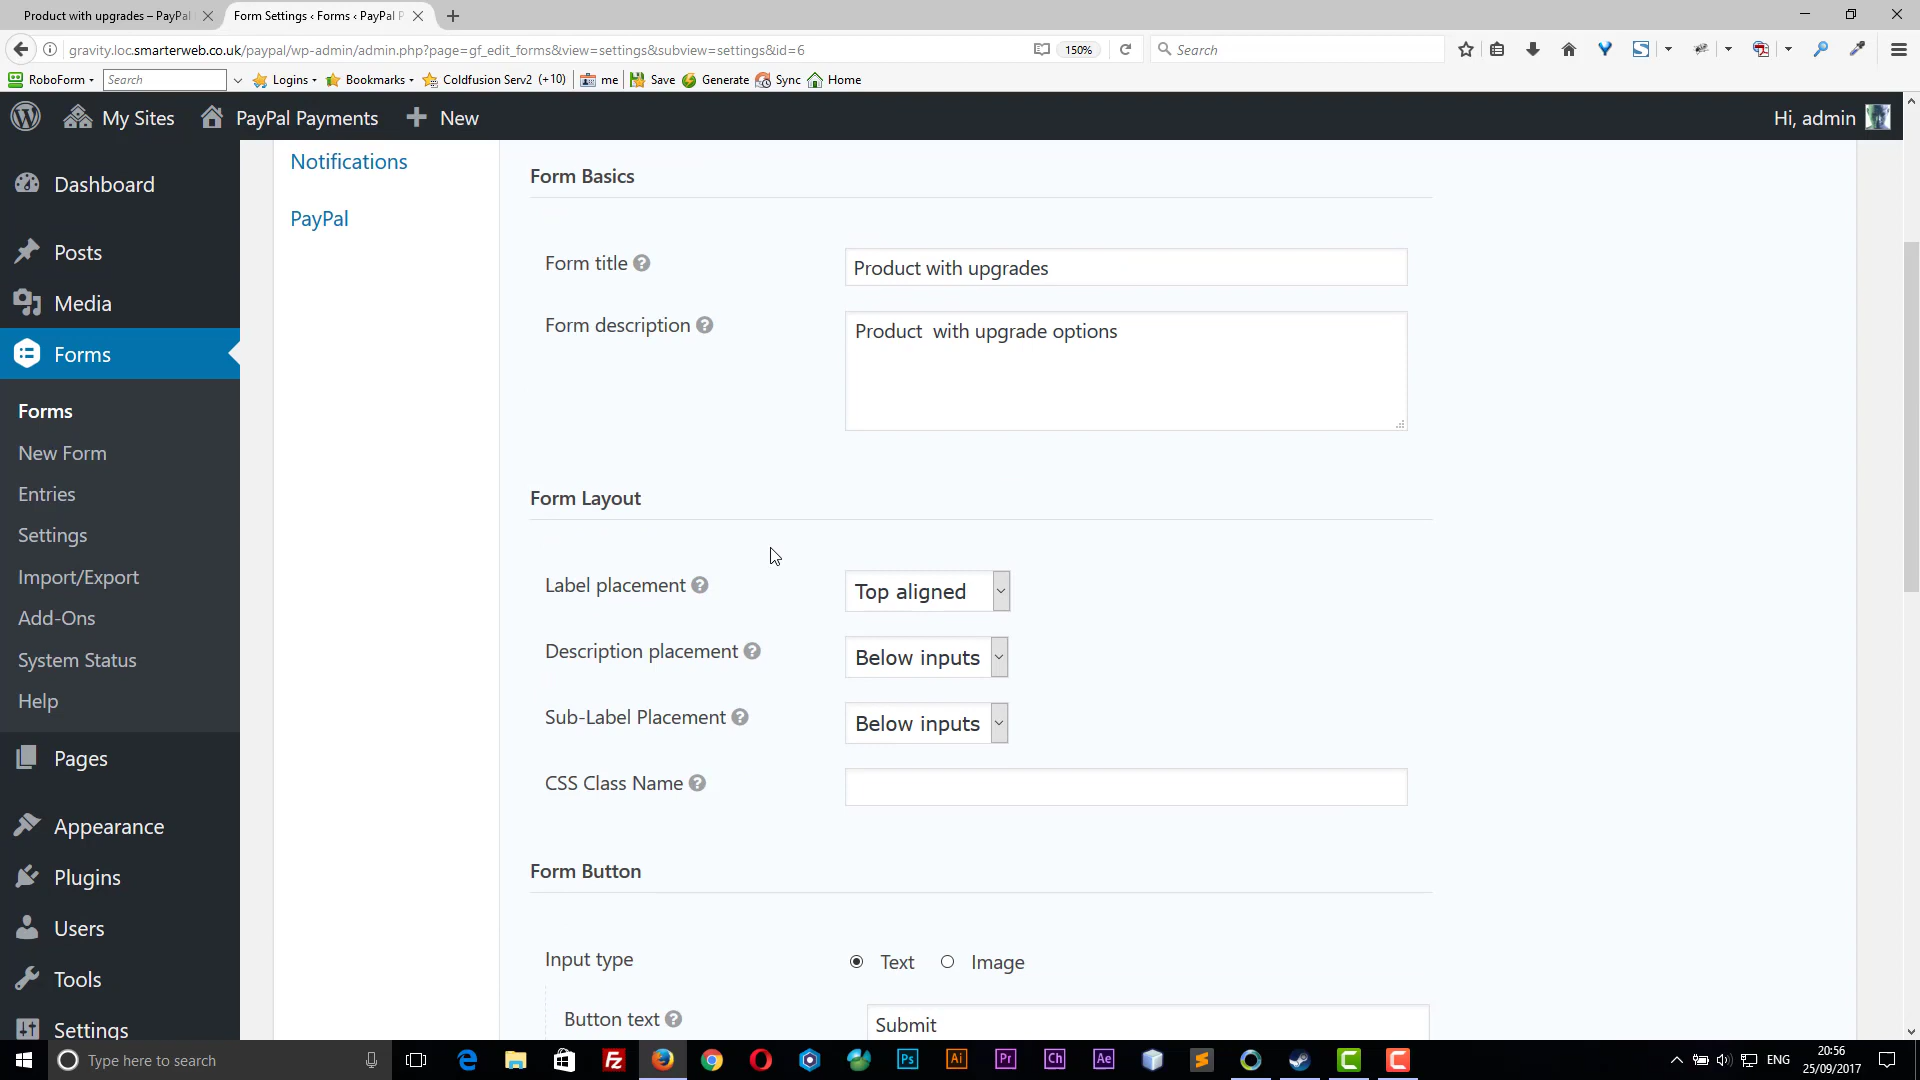 Product with upgrades – PayPal
Form Settings ‹ Forms ‹ PayPal P
gravity.loc.smarterweb.co.uk/paypal/wp-admin/admin.php?page=gf_edit_forms&view=settings&subview=settings&id=6
150%
Search
RoboForm
Search
Logins
Bookmarks
Coldfusion Serv2
(+10)
me
Save
Generate
Sync
Home
My Sites
PayPal Payments
New
Hi, admin
Dashboard
Posts
Media
Forms
Forms
New Form
Entries
Settings
Import/Export
Add-Ons
System Status
Help
Pages
Appearance
Plugins
Users
Tools
Settings
Notifications
PayPal
Form Basics
Form title
Product with upgrades
Form description
Product  with upgrade options
Form Layout
Label placement
Top aligned
Description placement
Below inputs
Sub-Label Placement
Below inputs
CSS Class Name
Form Button
Input type
Text
Image
Button text
Submit
Type here to search
Fz
Ps
Ai
Pr
Ch
Ae
ENG
20:56
25/09/2017